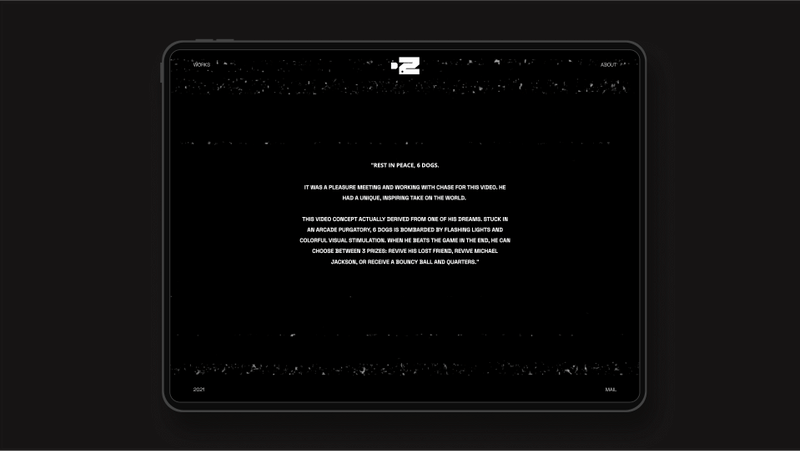 WORKS
ABOUT
"REST IN PEACE, 6 DOGS.
IT WAS A PLEASURE MEETING AND WORKING WITH CHASE FOR THIS VIDEO. HE
HAD A UNIQUE, INSPIRING TAKE ON THE WORLD.
THIS VIDEO CONCEPT ACTUALLY DERIVED FROM ONE OF HIS DREAMS. STUCK IN
AN ARCADE PURGATORY, 6 DOGS IS BOMBARDED BY FLASHING LIGHTS AND
COLORFUL VISUAL STIMULATION. WHEN HE BEATS THE GAME IN THE END, HE CAN
CHOOSE BETWEEN 3 PRIZES: REVIVE HIS LOST FRIEND, REVIVE MICHAEL
JACKSON, OR RECEIVE A BOUNCY BALL AND QUARTERS."
2021
MAIL